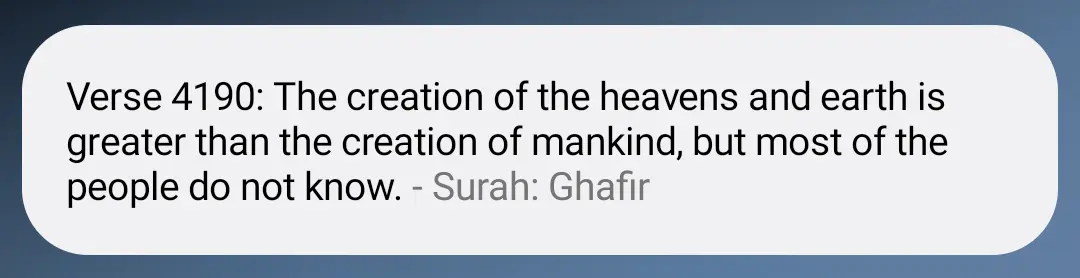 Verse 4190: The creation of the heavens and earth is
greater than the creation of mankind, but most of the
people do not know. - Surah: Ghafir